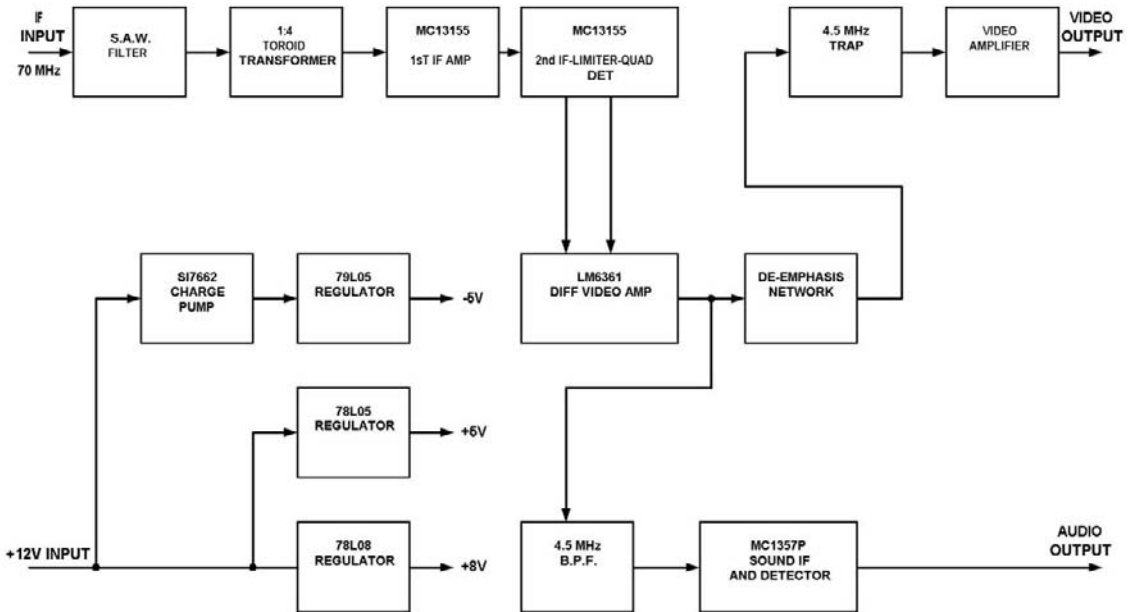 IF
INPUT
70 MHz
S.A.W.
FILTER
1:4
TOROID
TRANSFORMER
MC13155
1sT IF AMP
MC13155
2nd IF-LIMITER-QUAD
DET
4.5 MHz
TRAP
VIDEO
AMPLIFIER
VIDEO
OUTPUT
SI7662
CHARGE
PUMP
79L05
REGULATOR
-5V
LM6361
DIFF VIDEO AMP
DE-EMPHASIS
NETWORK
78L05
REGULATOR
+5V
+12V INPUT
78L08
REGULATOR
+8V
4.5 MHz
B.P.F.
MC1357P
SOUND IF
AND DETECTOR
AUDIO
OUTPUT